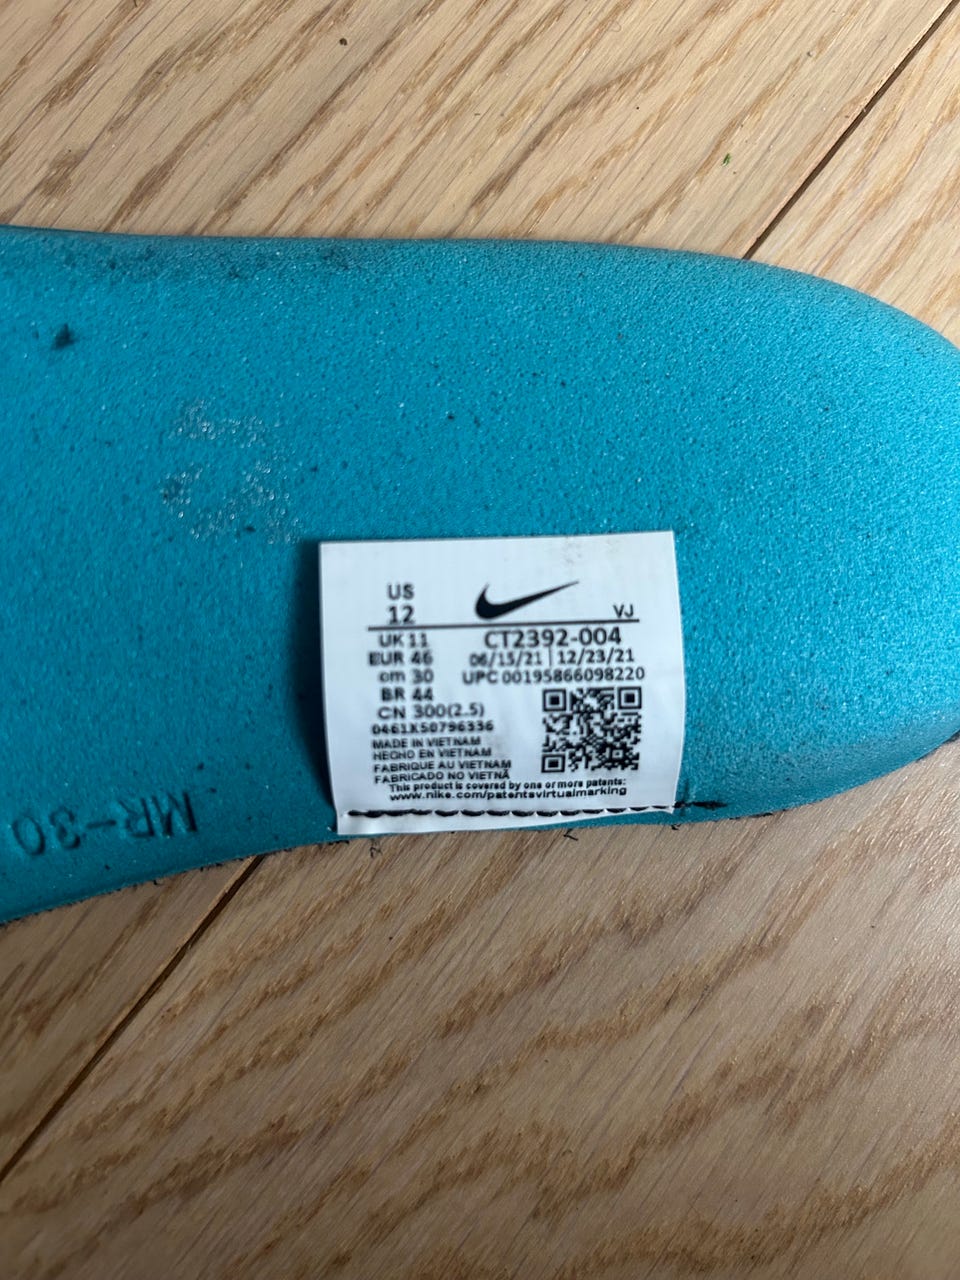 US
12
VJ
UK 11
CT2392-004
EUR 46
06/15/21 | 12/23/21
cm 30
UPC 00195866098220
BR 44
CN 300(2.5)
0461X50796336
MADE IN VIETNAM
HECHO EN VIETNAM
FABRIQUE AU VIETNAM
FABRICADO NO VIETNÃ
This product is covered by one or more patents:
www.nike.com/patentsvirtualmarking
MR-30